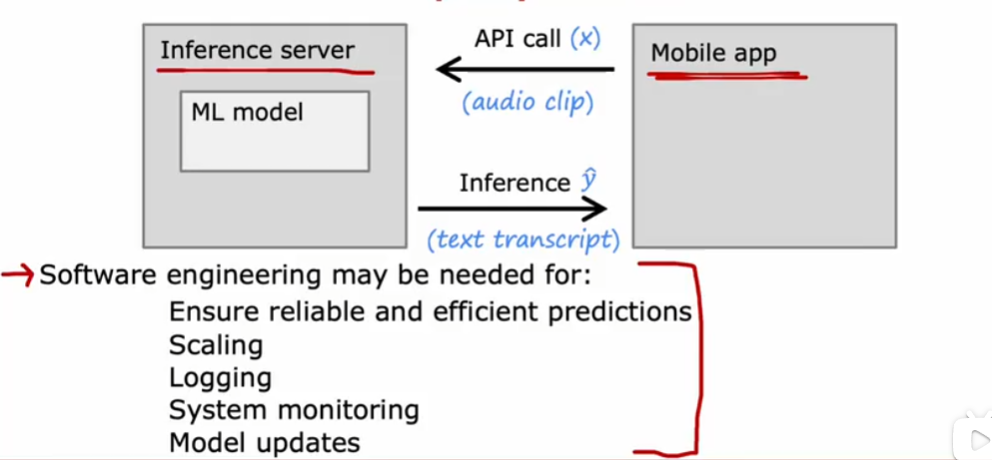 Inference server
ML model
API call (x)
(audio clip)
Inference ŷ
(text transcript)
Mobile app
Software engineering may be needed for:
Ensure reliable and efficient predictions
Scaling
Logging
System monitoring
Model updates